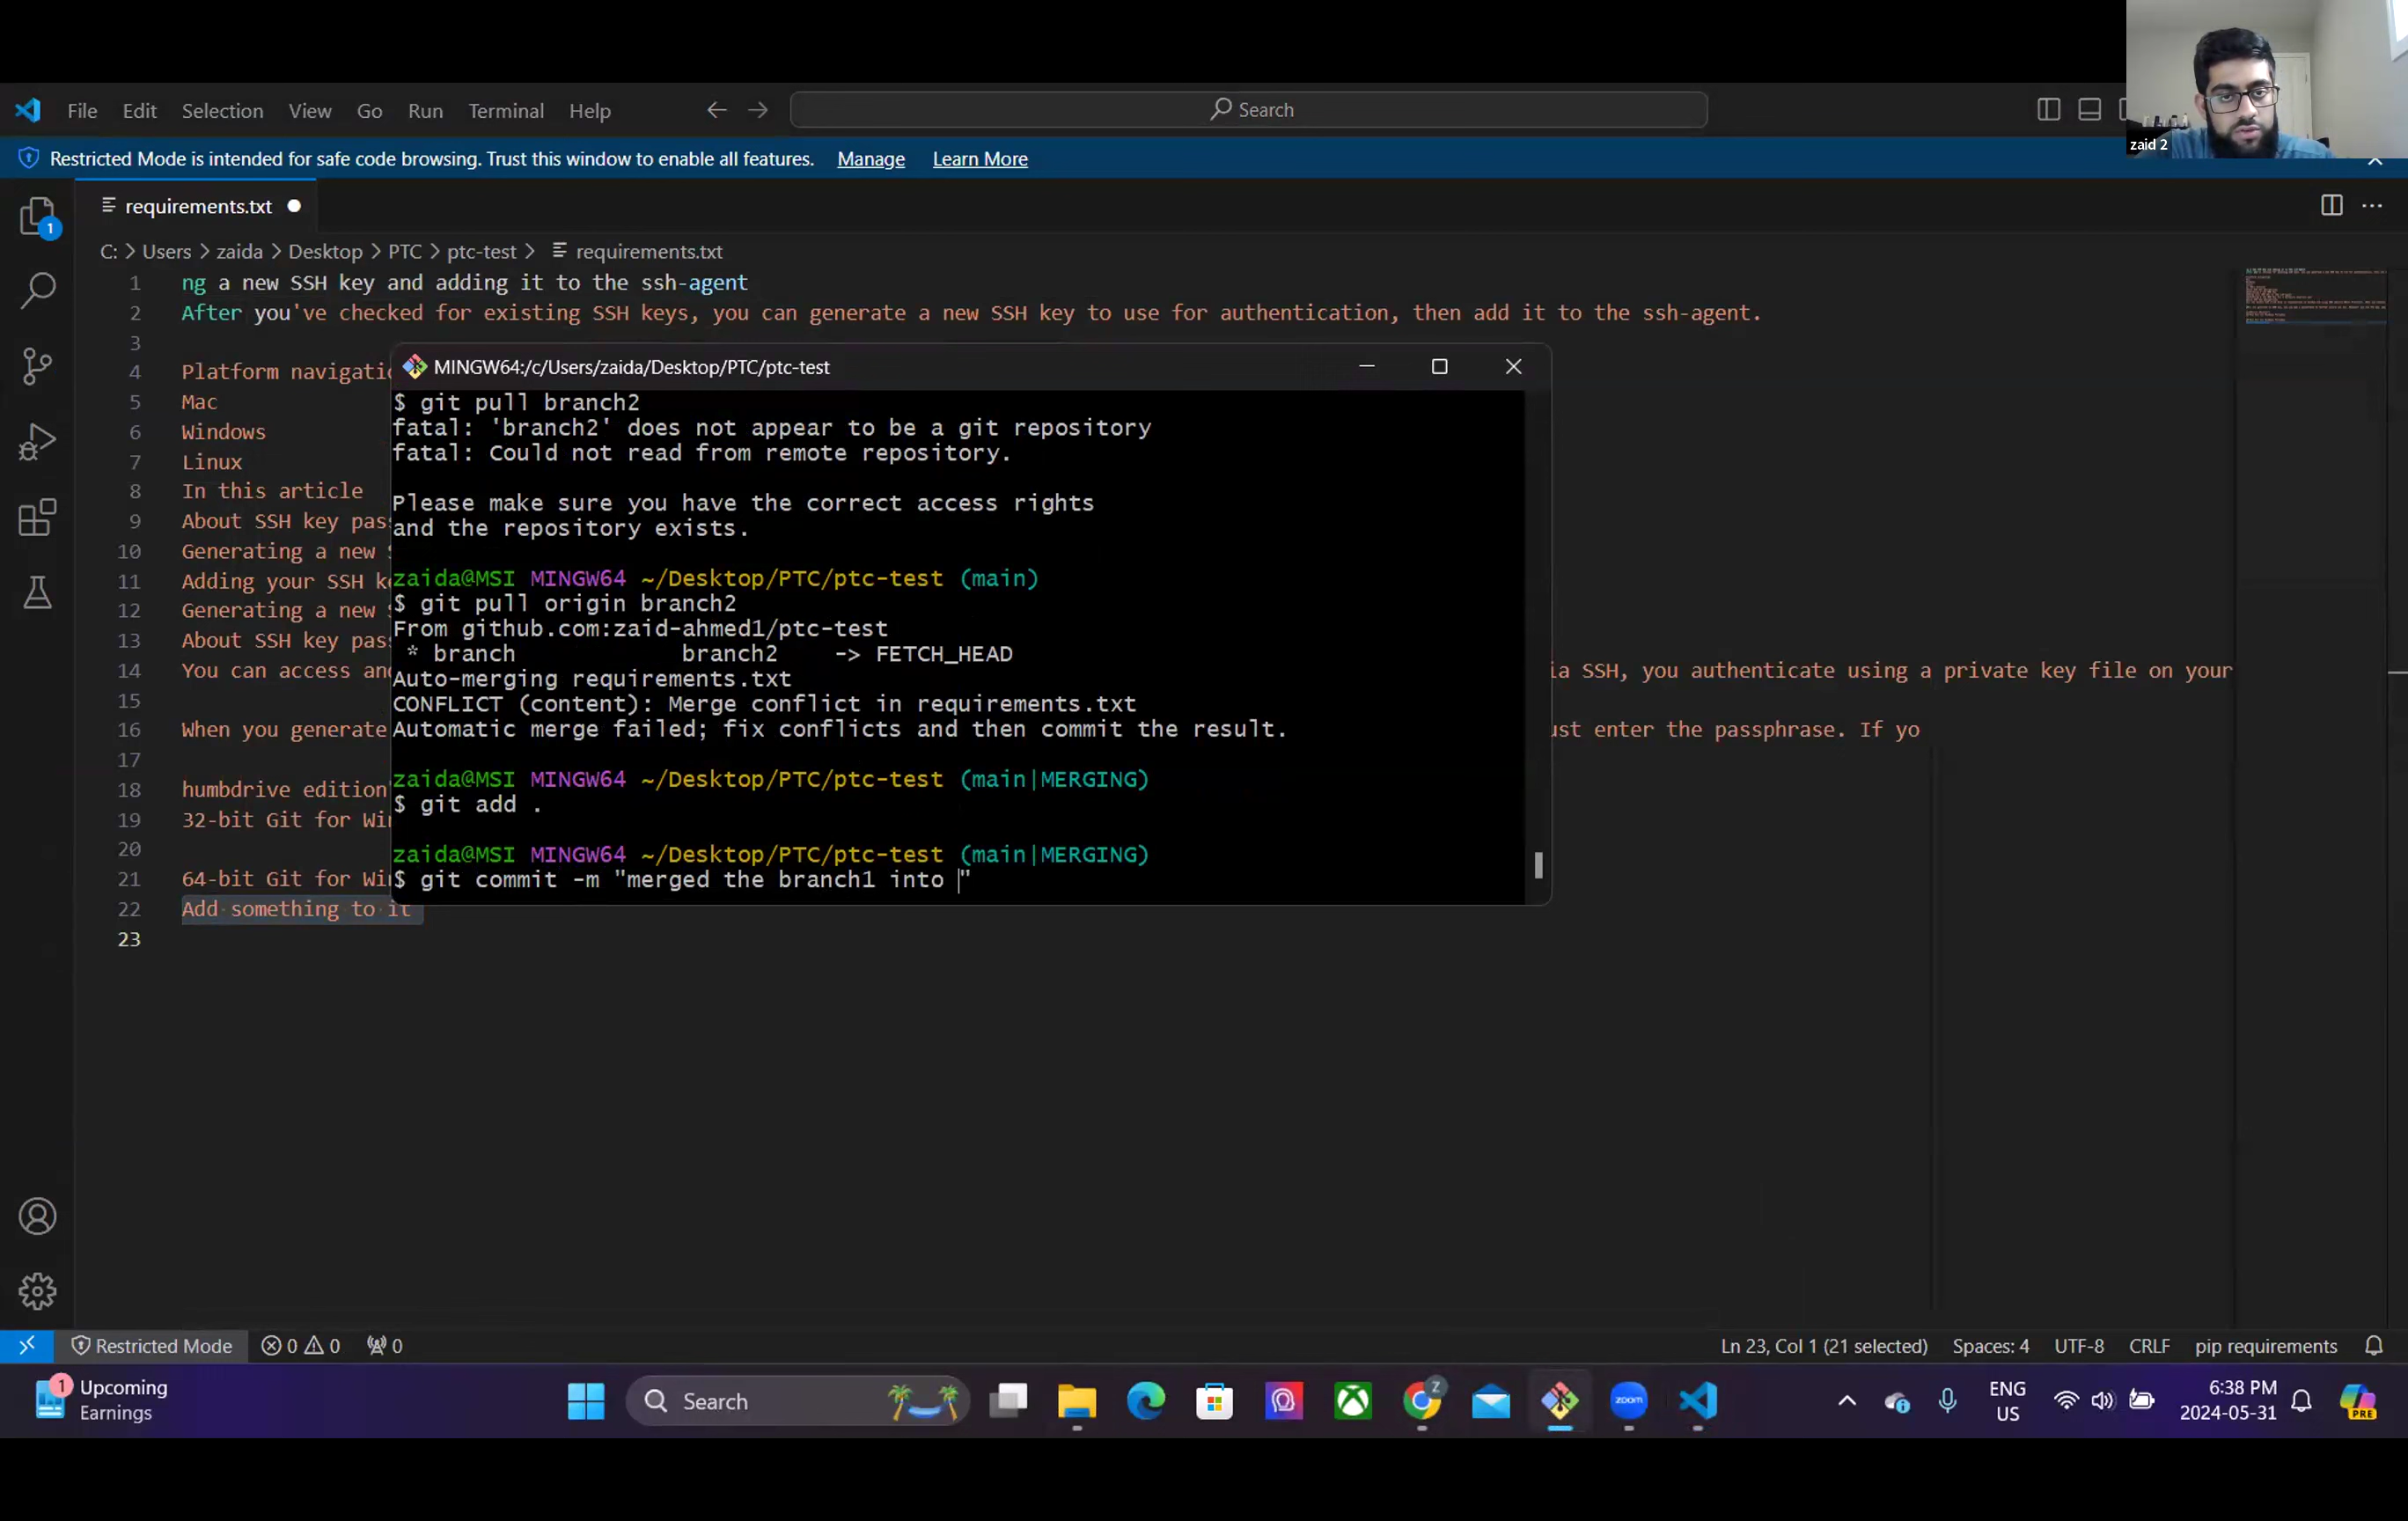 zaid 2
File Edit Selection View Go Run Terminal Help
Search
Restricted Mode is intended for safe code browsing. Trust this window to enable all features. Manage Learn More
1
requirements.txt
C: > Users > zaida > Desktop > PTC > ptc-test > requirements.txt
1 ng a new SSH key and adding it to the ssh-agent
2 After you've checked for existing SSH keys, you can generate a new SSH key to use for authentication, then add it to the ssh-agent.
3
4 Platform navigatio
5 Mac
6 Windows
7 Linux
8 In this article
9 About SSH key pas
10 Generating a new
11 Adding your SSH k
12 Generating a new
13 About SSH key pas
14 You can access an ia SSH, you authenticate using a private key file on your
15
16 When you generate ust enter the passphrase. If yo
17
18 humbdrive edition
19 32-bit Git for Wi
20
21 64-bit Git for Wi
22 Add something to it
23
MINGW64:/c/Users/zaida/Desktop/PTC/ptc-test
$ git pull branch2
fatal: 'branch2' does not appear to be a git repository
fatal: Could not read from remote repository.
Please make sure you have the correct access rights
and the repository exists.
zaida@MSI MINGW64 ~/Desktop/PTC/ptc-test (main)
$ git pull origin branch2
From github.com:zaid-ahmed1/ptc-test
* branch branch2 -> FETCH_HEAD
Auto-merging requirements.txt
CONFLICT (content): Merge conflict in requirements.txt
Automatic merge failed; fix conflicts and then commit the result.
zaida@MSI MINGW64 ~/Desktop/PTC/ptc-test (main|MERGING)
$ git add .
zaida@MSI MINGW64 ~/Desktop/PTC/ptc-test (main|MERGING)
$ git commit -m "merged the branch1 into "
Restricted Mode 0 0 0
Ln 23, Col 1 (21 selected) Spaces: 4 UTF-8 CRLF pip requirements
1 Upcoming
Earnings
Search
Z
zoom
ENG
US
6:38 PM
2024-05-31
PRE